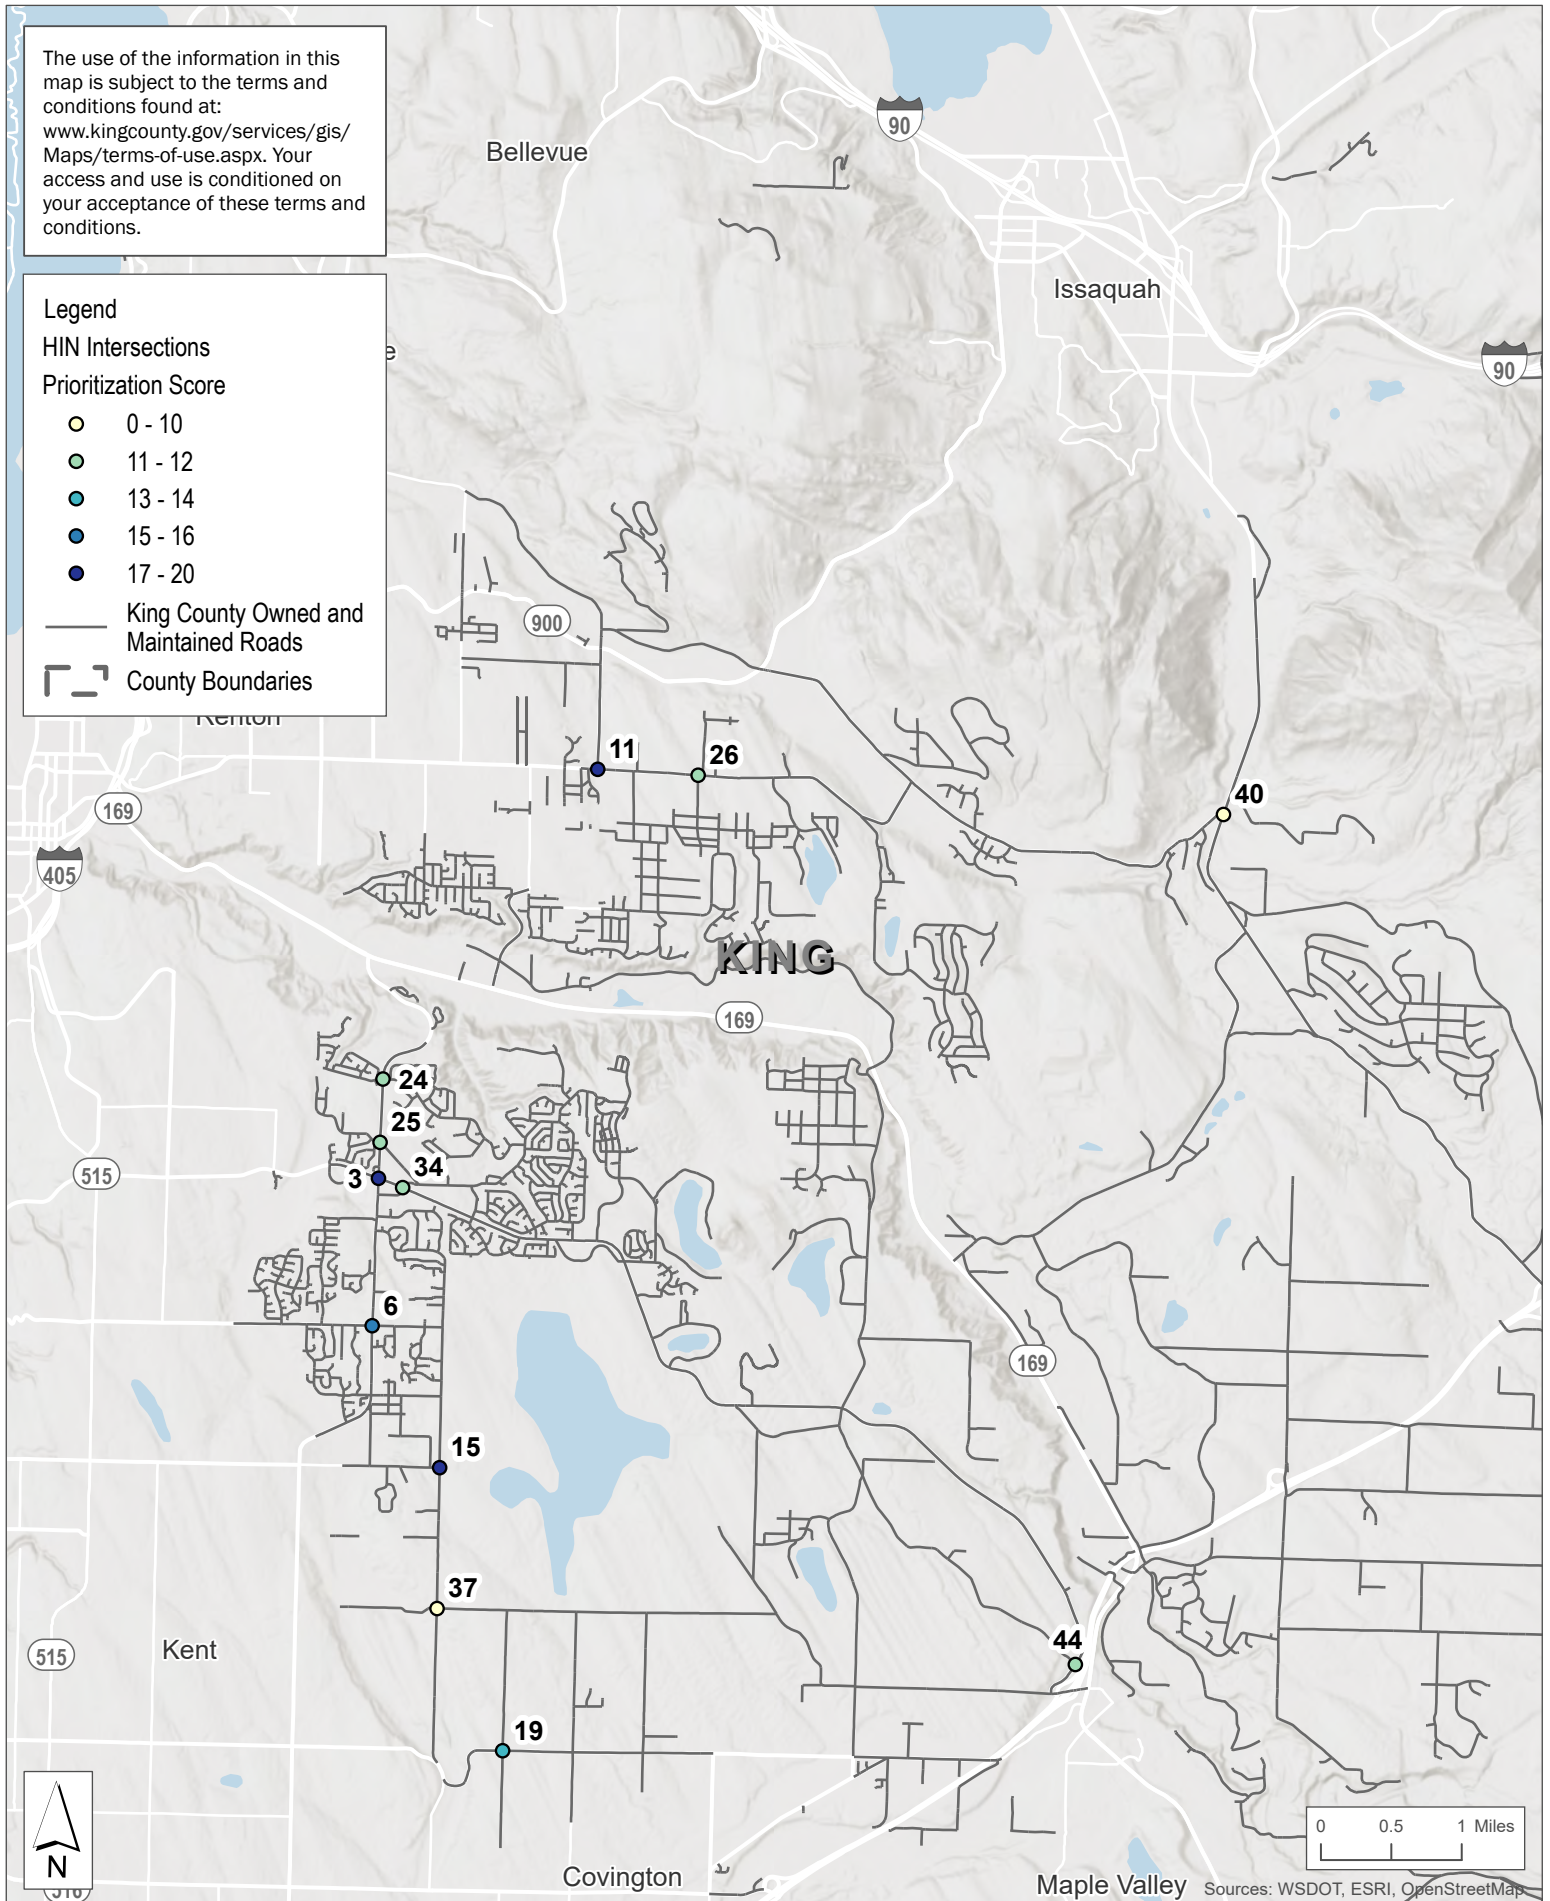 The use of the information in this
map is subject to the terms and
conditions found at:
www.kingcounty.gov/services/gis/
Maps/terms-of-use.aspx. Your
access and use is conditioned on
your acceptance of these terms and
conditions.
Legend
HIN Intersections
Prioritization Score
0 - 10
11 - 12
13 - 14
15 - 16
17 - 20
King County Owned and
Maintained Roads
County Boundaries
90
Bellevue
Issaquah
90
e
900
Renton
11
26
40
169
405
KING
169
24
25
34
3
515
6
169
15
37
Kent
515
44
19
0 0.5 1 Miles
N
516
Covington
Maple Valley
Sources: WSDOT, ESRI, OpenStreetMap